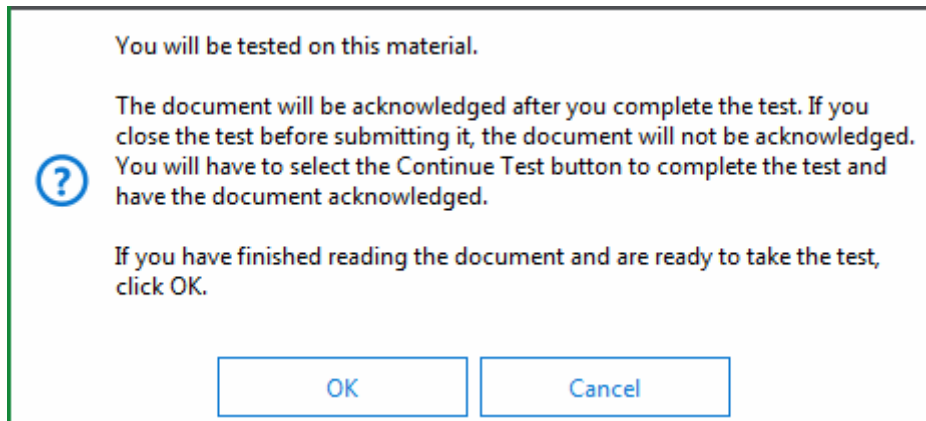 You will be tested on this material.
The document will be acknowledged after you complete the test. If you
close the test before submitting it, the document will not be acknowledged.
You will have to select the Continue Test button to complete the test and
have the document acknowledged.
?
If you have finished reading the document and are ready to take the test,
click OK.
OK
Cancel